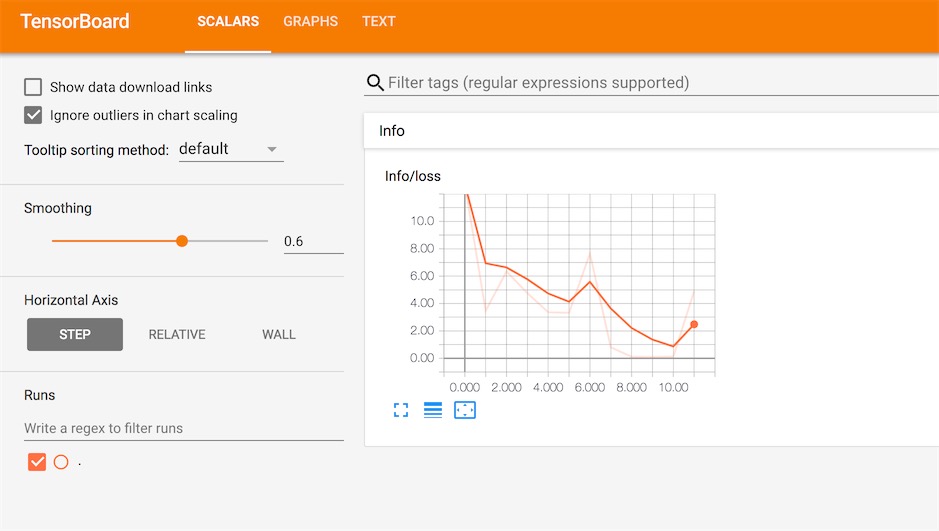 TensorBoard
SCALARS GRAPHS TEXT
Show data download links
Ignore outliers in chart scaling
Tooltip sorting method: default
Smoothing
0.6
Horizontal Axis
STEP RELATIVE WALL
Runs
Write a regex to filter runs
.
Filter tags (regular expressions supported)
Info
Info/loss
10.0
8.00
6.00
4.00
2.00
0.00
0.000 2.000 4.000 6.000 8.000 10.00